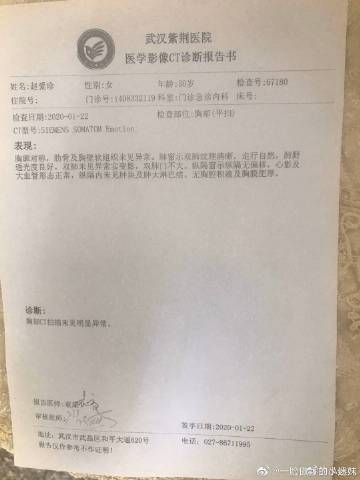 武汉紫荆医院
医学影像CT诊断报告书
姓名:赵爱珍 性别:女 年龄:80岁 检查号:67180
住院号: 门诊号:1408332119 科室:门诊急诊内科 床号:
检查日期:2020-01-22 检查部位:胸部(平扫)
CT型号:SIEMENS SOMATOM Emotion
表现:
胸廓对称,肋骨及胸壁软组织未见异常。肺窗示双肺纹理清晰,走行自然,肺野
透光度良好。双肺未见实变影,双肺门不大。纵隔窗示纵隔无偏移,心影及
大血管形态正常,纵隔内未见肿块及肿大淋巴结。无胸腔积液及胸膜肥厚。
诊断:
胸部CT扫描未见明显异常。
报告医师:
审核医师:
签字日期:2020-01-22
地址:武汉市武昌区和平大道620号 电话:027-86711995
报告仅作参考不作证明!